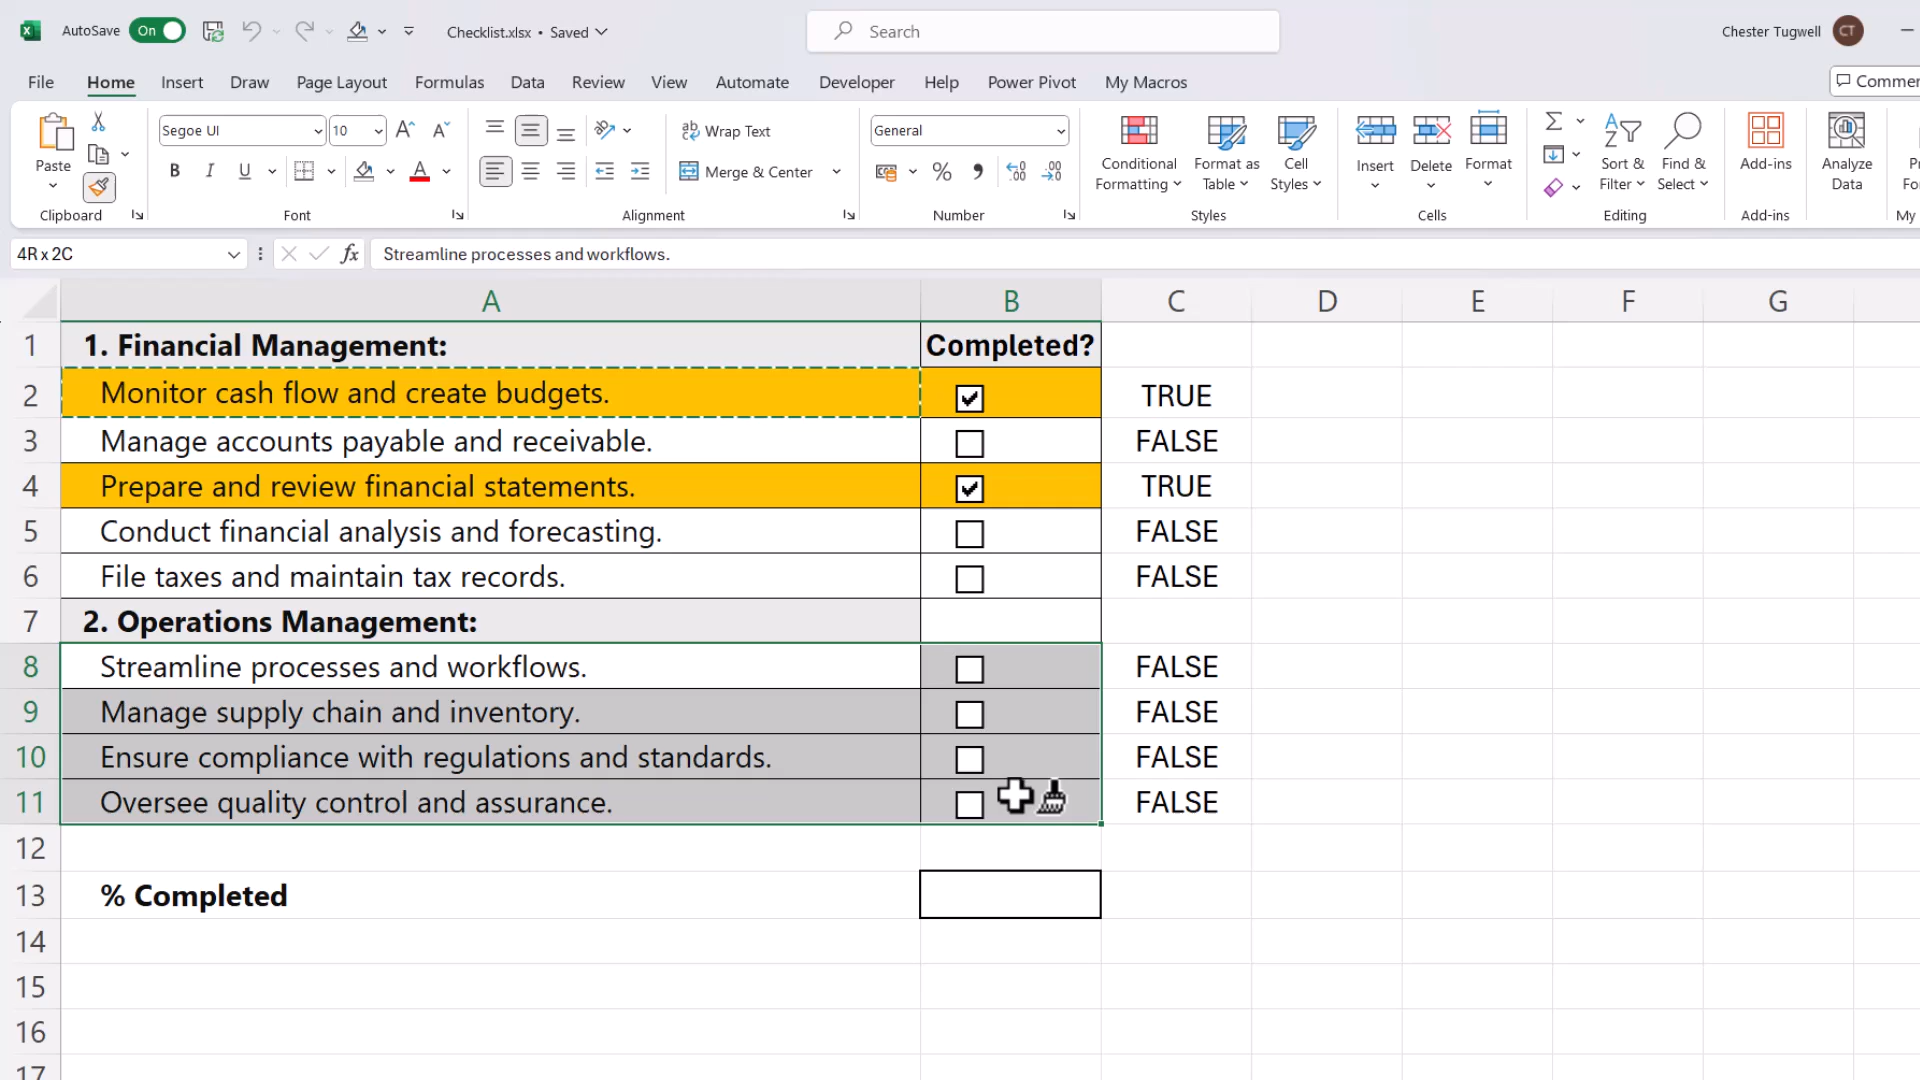 AutoSave On Checklist.xlsx • Saved Search Chester Tugwell CT
File Home Insert Draw Page Layout Formulas Data Review View Automate Developer Help Power Pivot My Macros Commen
Paste Segoe UI 10 A A ab Wrap Text General Conditional Formatting Format as Table Cell Styles Insert Delete Format Sort & Filter Find & Select Add-ins Analyze Data
B I U A Merge & Center %
Clipboard Font Alignment Number Styles Cells Editing Add-ins My
4R x 2C fx Streamline processes and workflows.
A B C D E F G
1 1. Financial Management: Completed?
2 Monitor cash flow and create budgets. TRUE
3 Manage accounts payable and receivable. FALSE
4 Prepare and review financial statements. TRUE
5 Conduct financial analysis and forecasting. FALSE
6 File taxes and maintain tax records. FALSE
7 2. Operations Management:
8 Streamline processes and workflows. FALSE
9 Manage supply chain and inventory. FALSE
10 Ensure compliance with regulations and standards. FALSE
11 Oversee quality control and assurance. FALSE
12
13 % Completed
14
15
16
17